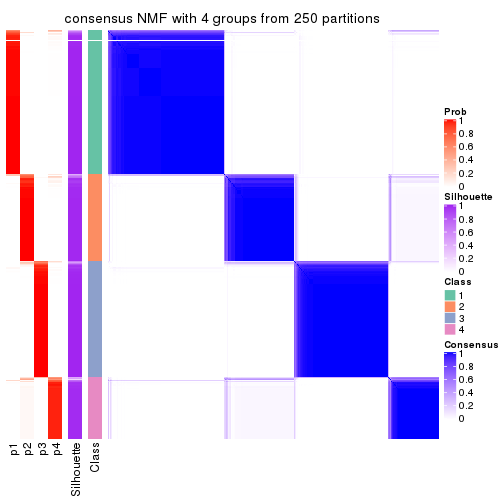 consensus NMF with 4 groups from 250 partitions
Prob
1
0.8
0.6
0.4
0.2
0
Silhouette
1
0.8
0.6
0.4
0.2
0
Class
1
2
3
4
Consensus
1
0.8
0.6
0.4
0.2
0
p1
p2
p3
p4
Silhouette
Class